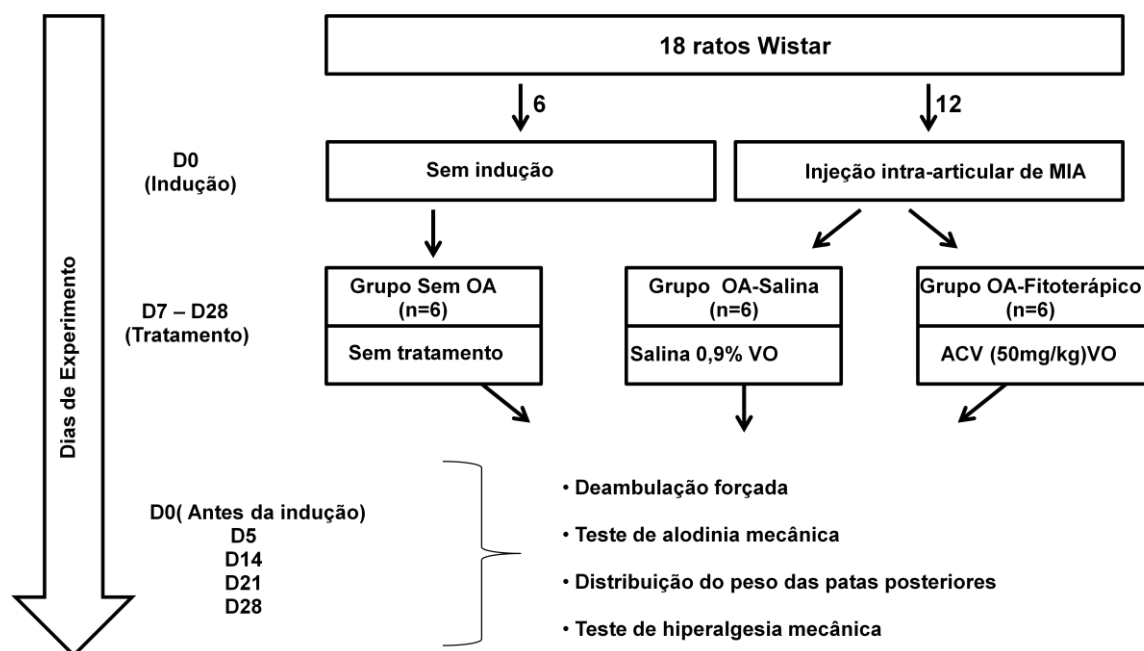 18 ratos Wistar
6
12
D0
(Indução)
Sem indução
Injeção intra-articular de MIA
Dias de Experimento
D7 – D28
(Tratamento)
Grupo Sem OA
(n=6)
Sem tratamento
Grupo OA-Salina
(n=6)
Salina 0,9% VO
Grupo OA-Fitoterápico
(n=6)
ACV (50mg/kg)VO
D0( Antes da indução)
D5
D14
D21
D28
• Deambulação forçada
• Teste de alodinia mecânica
• Distribuição do peso das patas posteriores
• Teste de hiperalgesia mecânica